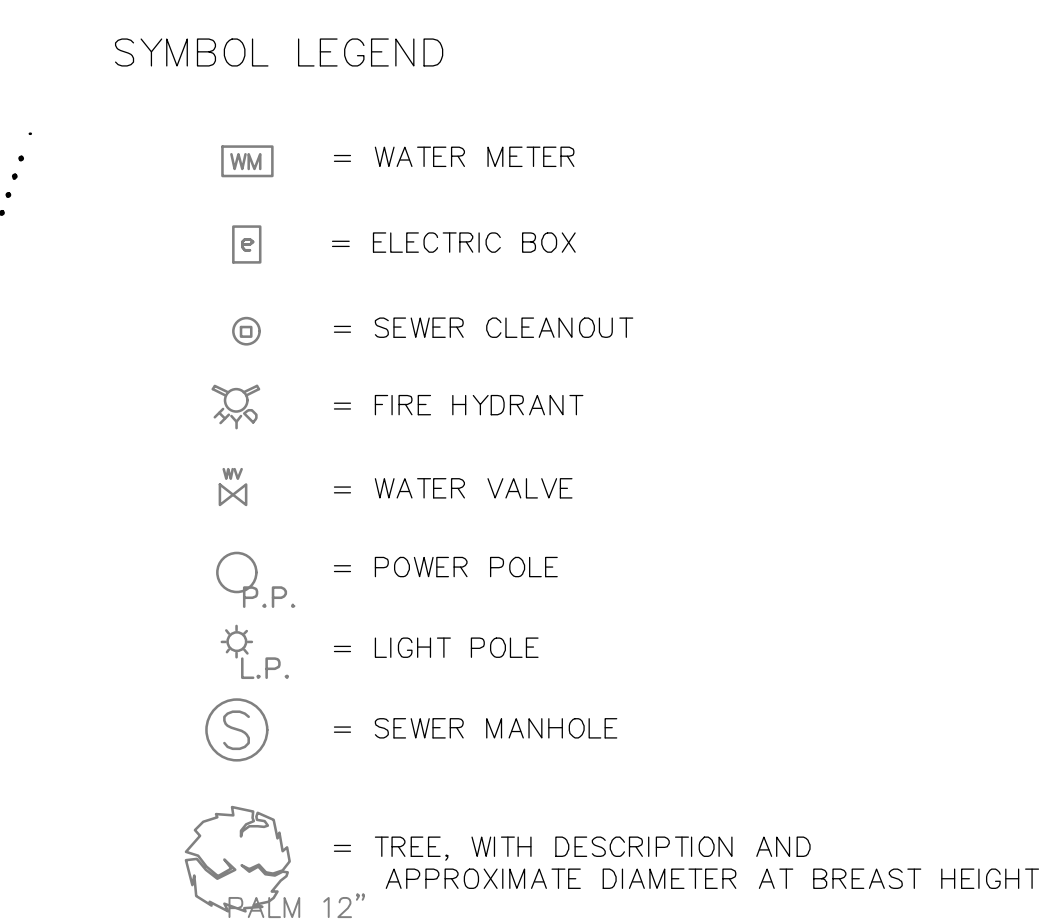 SYMBOL LEGEND
WM = WATER METER
e = ELECTRIC BOX
= SEWER CLEANOUT
HYD = FIRE HYDRANT
WV
= WATER VALVE
P.P. = POWER POLE
L.P. = LIGHT POLE
S = SEWER MANHOLE
= TREE, WITH DESCRIPTION AND
APPROXIMATE DIAMETER AT BREAST HEIGHT
PALM 12"